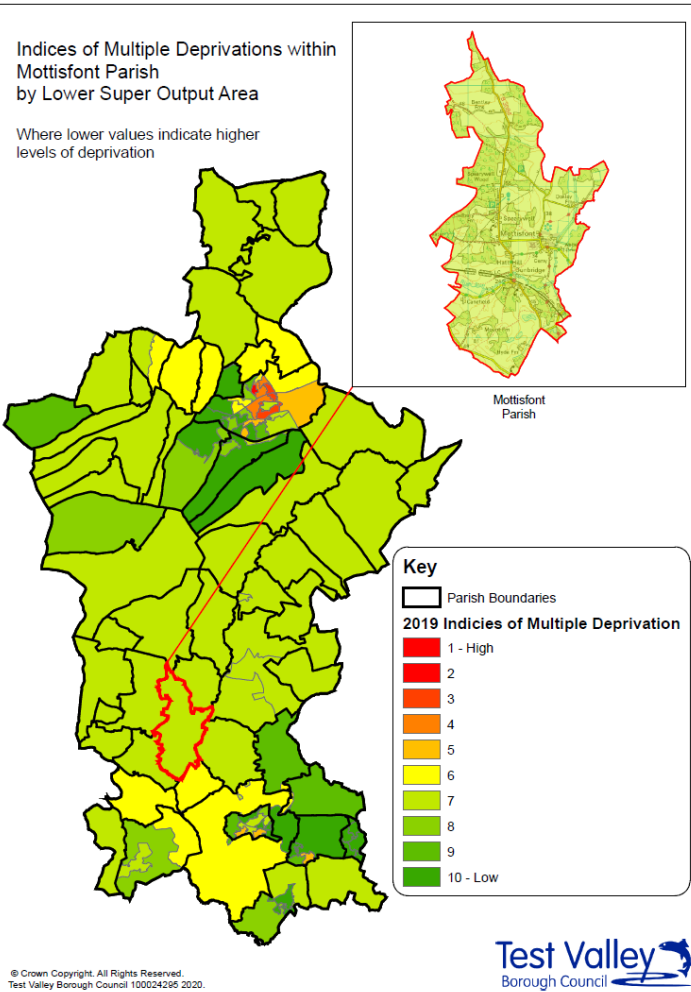 Indices of Multiple Deprivations within
Mottisfont Parish
by Lower Super Output Area
Where lower values indicate higher
levels of deprivation
Mottisfont
Dunbridge
Mottisfont
Parish
Key
Parish Boundaries
2019 Indicies of Multiple Deprivation
1 - High
2
3
4
5
6
7
8
9
10 - Low
© Crown Copyright. All Rights Reserved.
Test Valley Borough Council 100024295 2020.
Test Valley
Borough Council